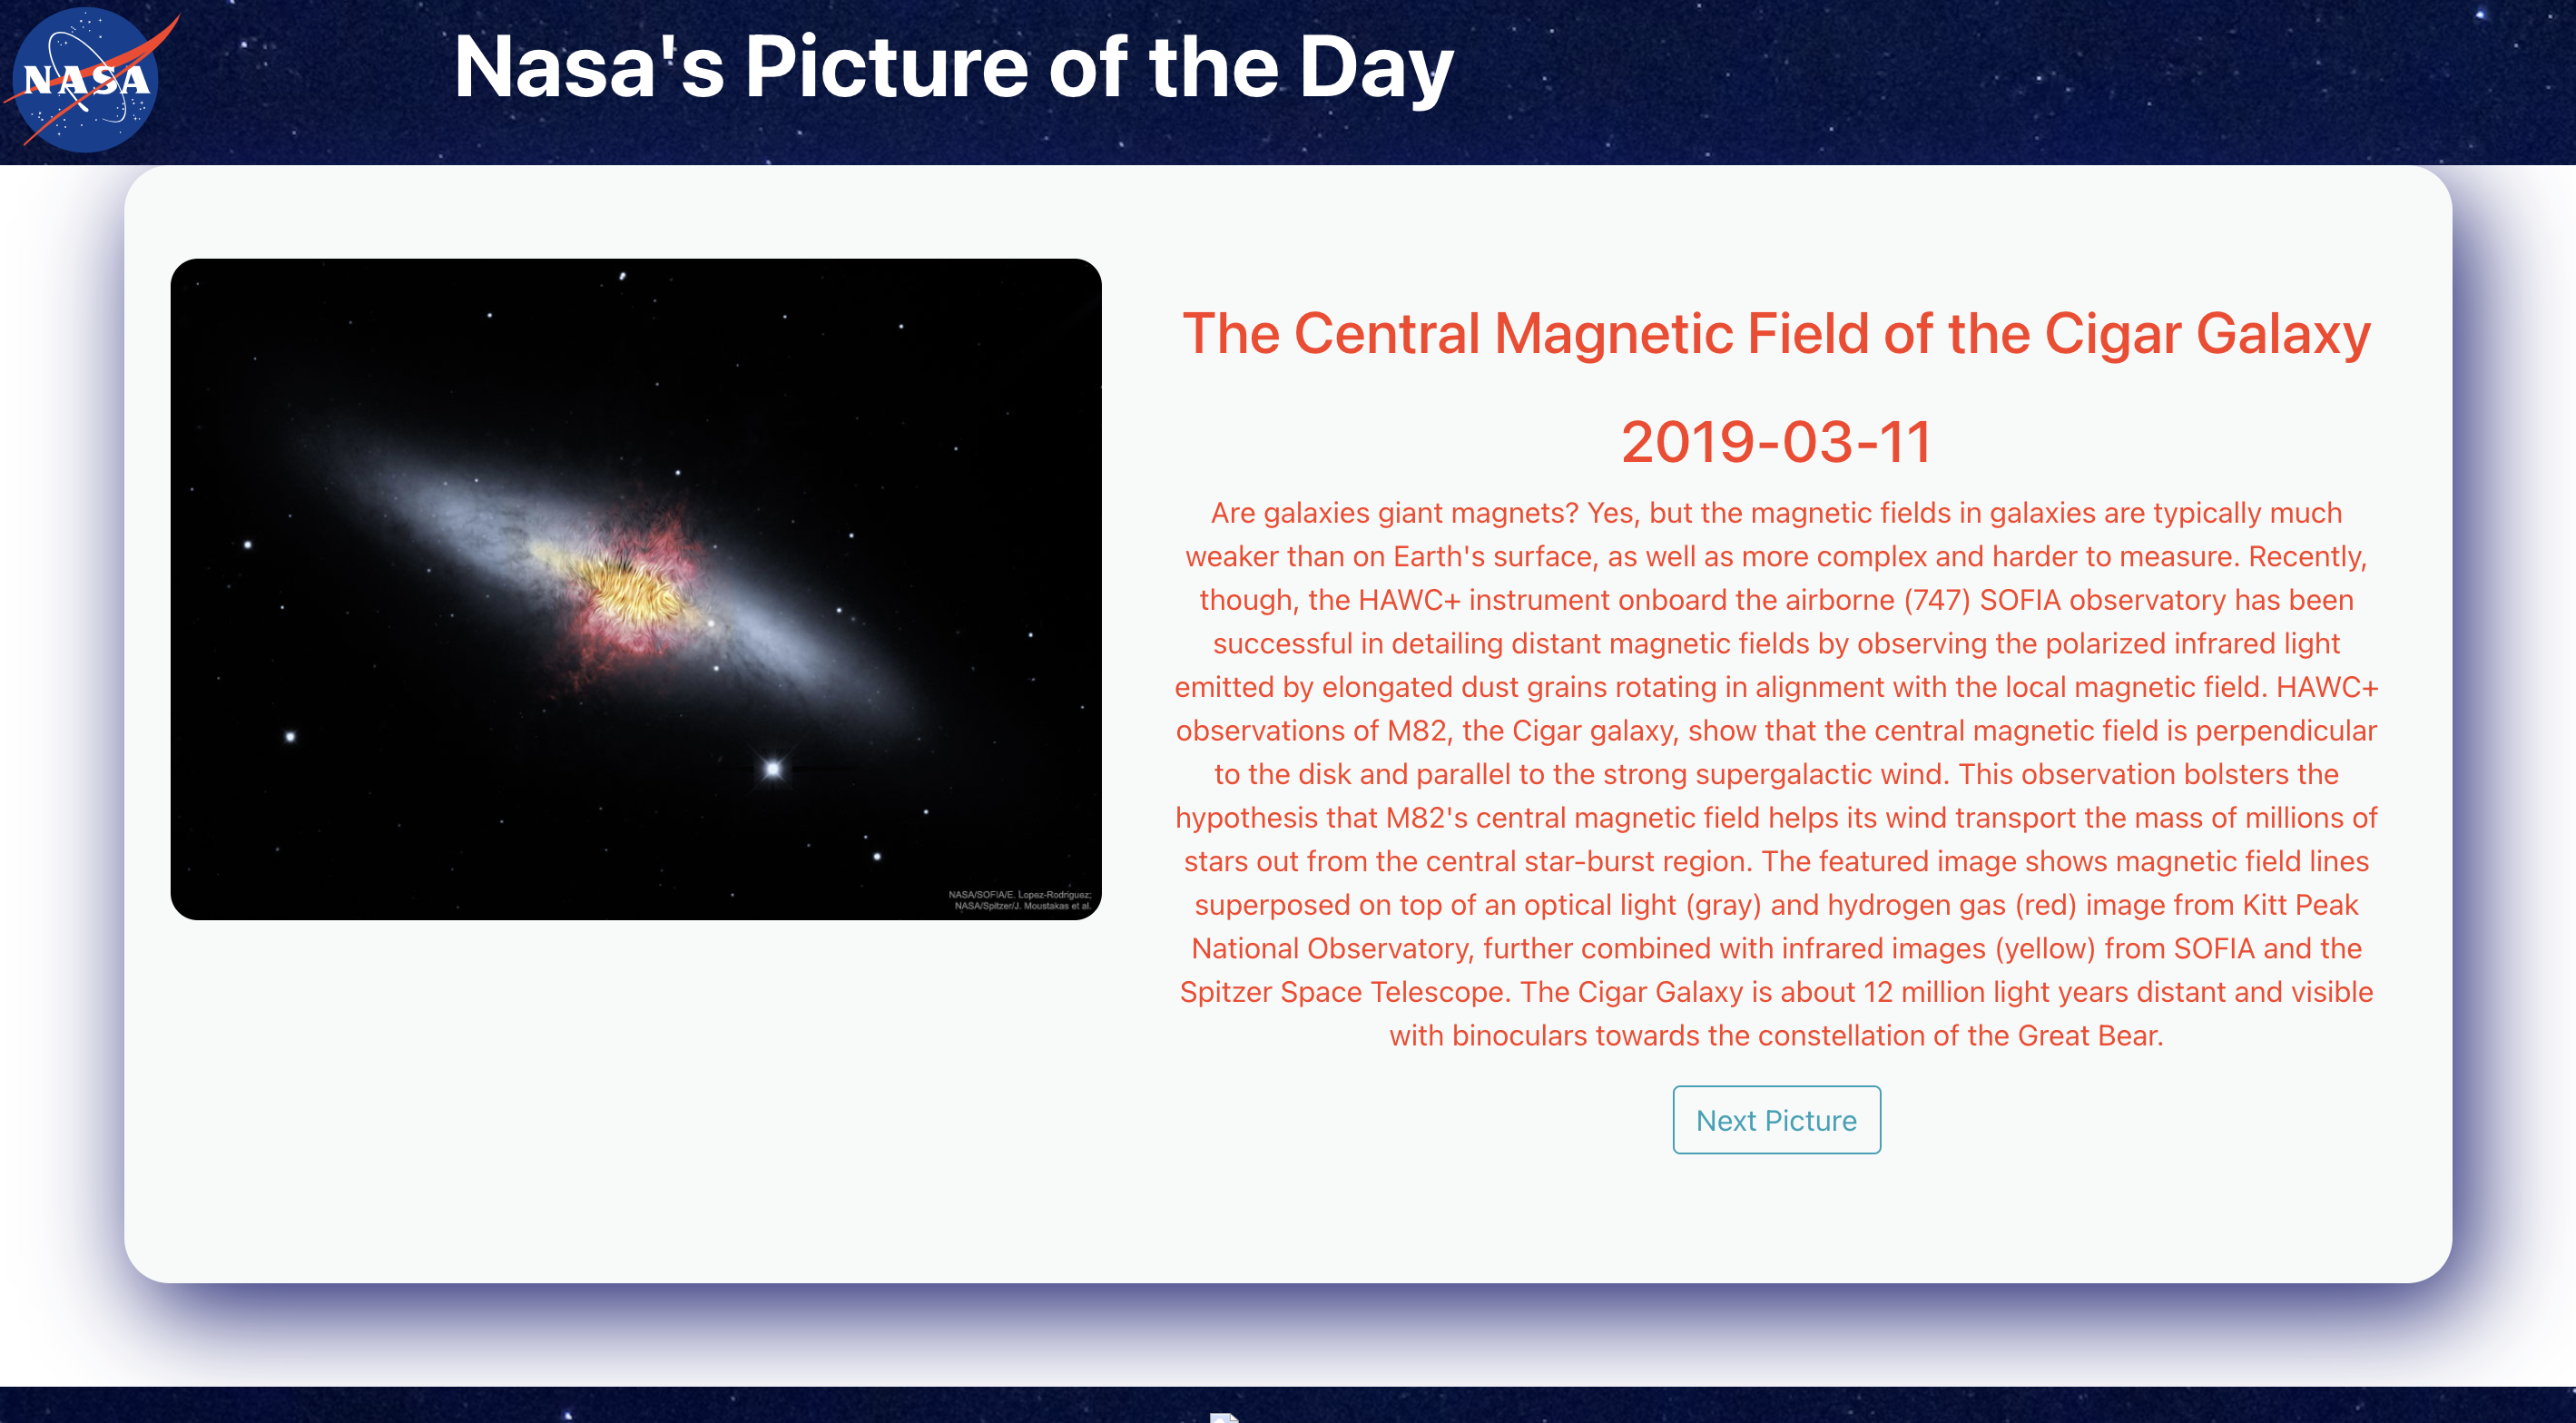 NASA
Nasa's Picture of the Day
The Central Magnetic Field of the Cigar Galaxy
2019-03-11
Are galaxies giant magnets? Yes, but the magnetic fields in galaxies are typically much
weaker than on Earth's surface, as well as more complex and harder to measure. Recently,
though, the HAWC+ instrument onboard the airborne (747) SOFIA observatory has been
successful in detailing distant magnetic fields by observing the polarized infrared light
emitted by elongated dust grains rotating in alignment with the local magnetic field. HAWC+
observations of M82, the Cigar galaxy, show that the central magnetic field is perpendicular
to the disk and parallel to the strong supergalactic wind. This observation bolsters the
hypothesis that M82's central magnetic field helps its wind transport the mass of millions of
stars out from the central star-burst region. The featured image shows magnetic field lines
superposed on top of an optical light (gray) and hydrogen gas (red) image from Kitt Peak
National Observatory, further combined with infrared images (yellow) from SOFIA and the
Spitzer Space Telescope. The Cigar Galaxy is about 12 million light years distant and visible
with binoculars towards the constellation of the Great Bear.
Next Picture
NASA/SOFIA/E. Lopez-Rodriguez;
NASA/Spitzer/J. Moustakas et al.